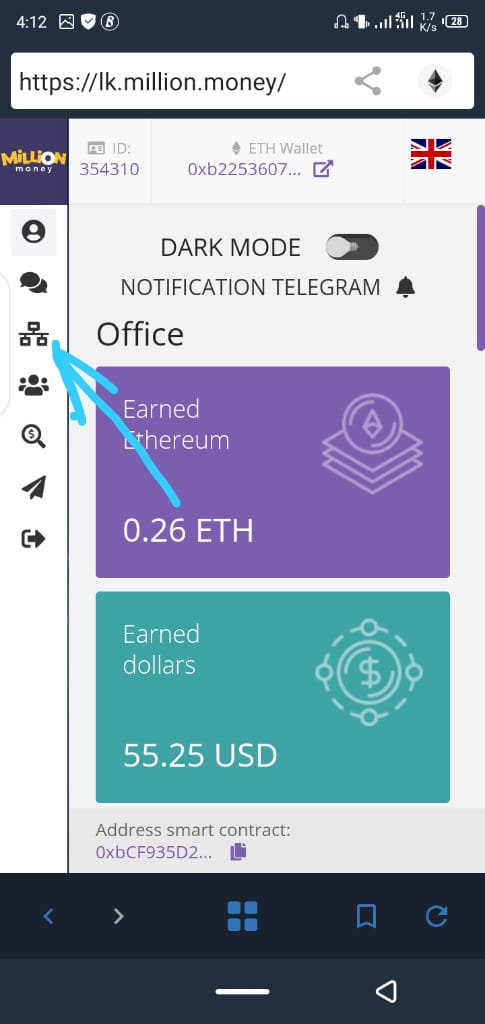 4:12
4G
1.7
K/s
28
https://lk.million.money/
MiLLiON
money
ID:
354310
ETH Wallet
0xb2253607...
DARK MODE
NOTIFICATION TELEGRAM
Office
Earned
Ethereum
0.26 ETH
Earned
dollars
55.25 USD
Address smart contract:
0xbCF935D2...